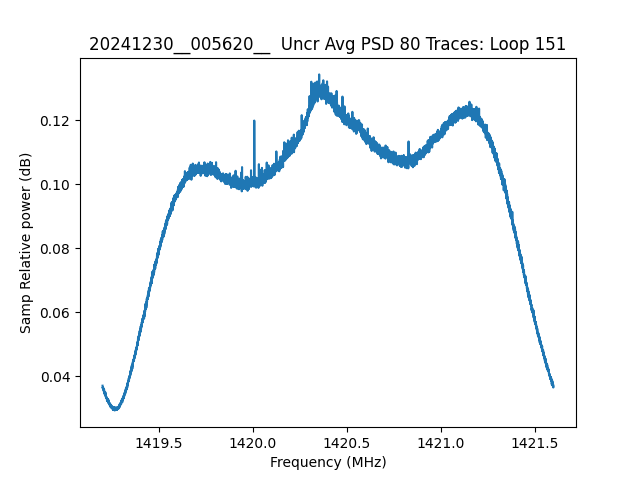 20241230__005620__  Uncr Avg PSD 80 Traces: Loop 151
Samp Relative power (dB)
0.12
0.10
0.08
0.06
0.04
1419.5 1420.0 1420.5 1421.0 1421.5
Frequency (MHz)